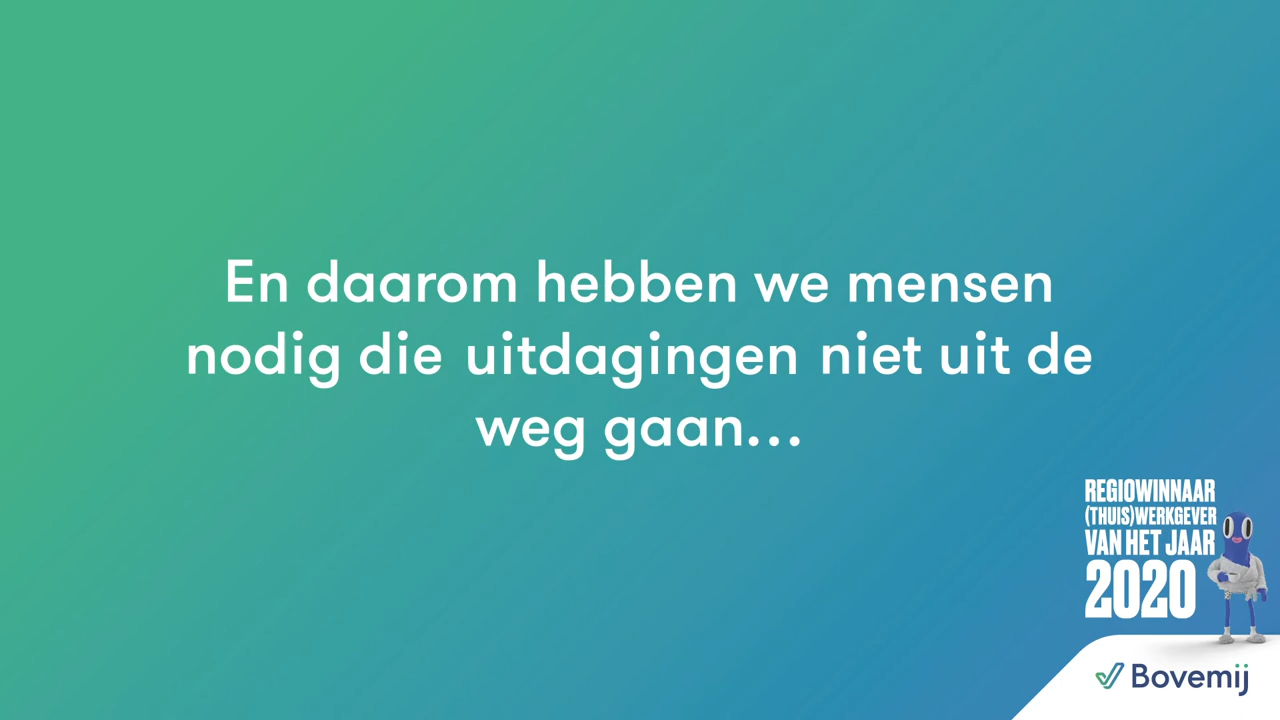 En daarom hebben we mensen
nodig die uitdagingen niet uit de
weg gaan...
REGIOWINNAAR
(THUIS)WERKGEVER
VAN HET JAAR
2020
Bovemij